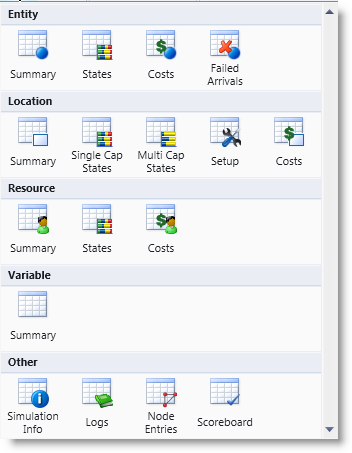 Entity
Summary States Costs Failed
Arrivals
Location
Summary Single Cap Multi Cap Setup Costs
States States
Resource
Summary States Costs
Variable
Summary
Other
Simulation Logs Node Scoreboard
Info Entries